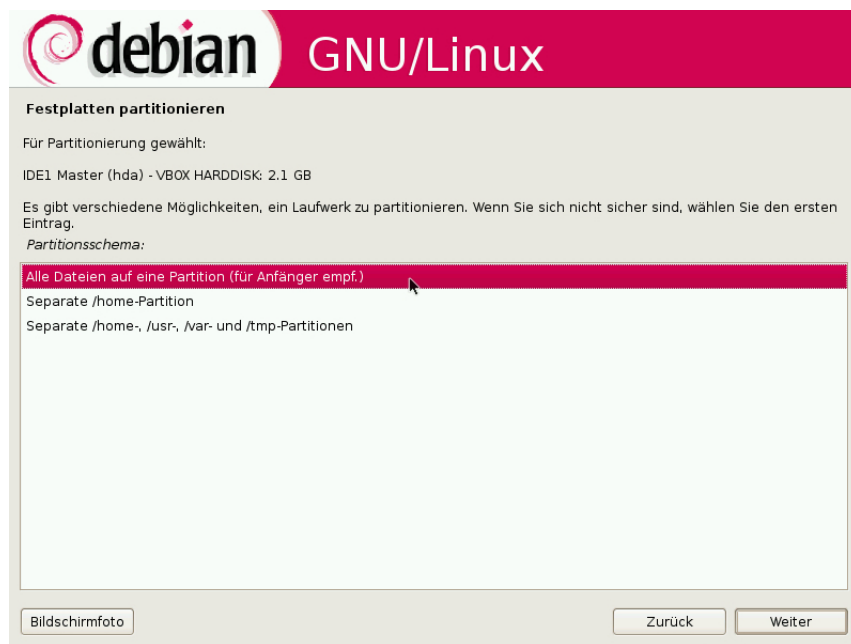 debian GNU/Linux
Festplatten partitionieren
Für Partitionierung gewählt:
IDE1 Master (hda) - VBOX HARDDISK: 2.1 GB
Es gibt verschiedene Möglichkeiten, ein Laufwerk zu partitionieren. Wenn Sie sich nicht sicher sind, wählen Sie den ersten
Eintrag.
Partitionsschema:
Alle Dateien auf eine Partition (für Anfänger empf.)
Separate /home-Partition
Separate /home-, /usr-, /var- und /tmp-Partitionen
Bildschirmfoto Zurück Weiter